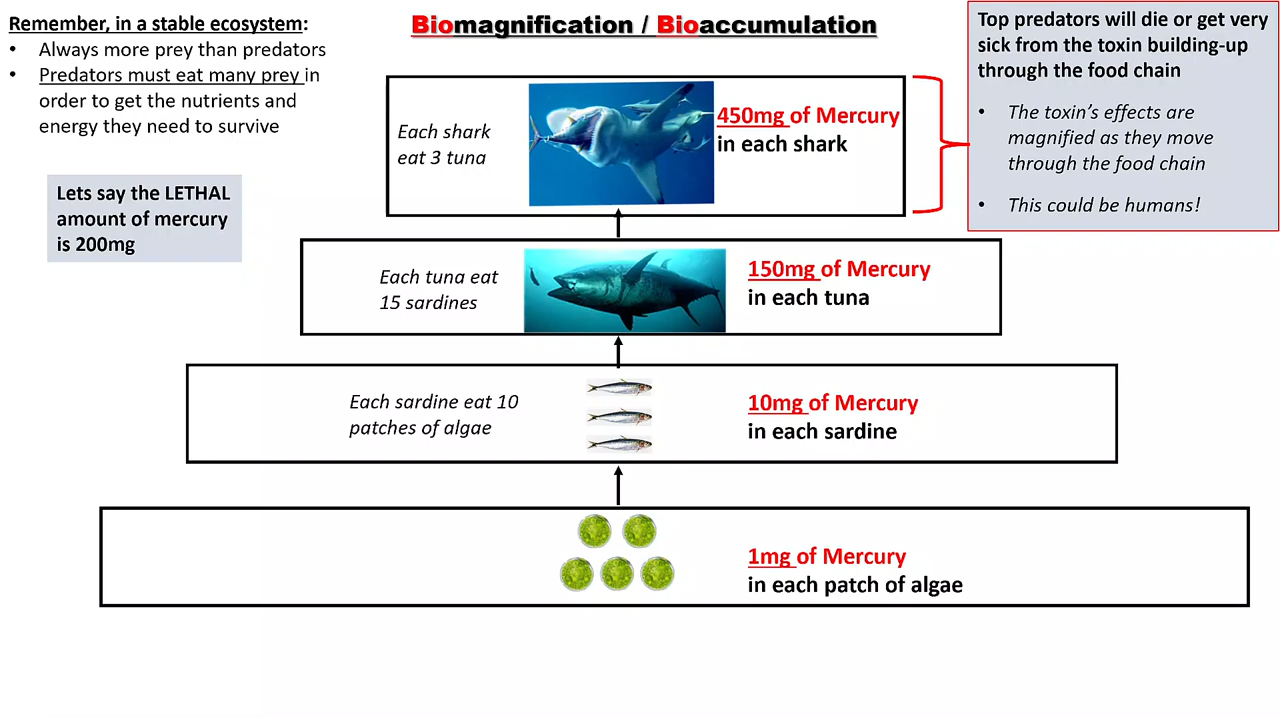 Biomagnification / Bioaccumulation
Remember, in a stable ecosystem:
• Always more prey than predators
• Predators must eat many prey in
order to get the nutrients and
energy they need to survive
Lets say the LETHAL
amount of mercury
is 200mg
Top predators will die or get very
sick from the toxin building-up
through the food chain
• The toxin's effects are
magnified as they move
through the food chain
• This could be humans!
Each shark
eat 3 tuna
450mg of Mercury
in each shark
Each tuna eat
15 sardines
150mg of Mercury
in each tuna
Each sardine eat 10
patches of algae
10mg of Mercury
in each sardine
1mg of Mercury
in each patch of algae